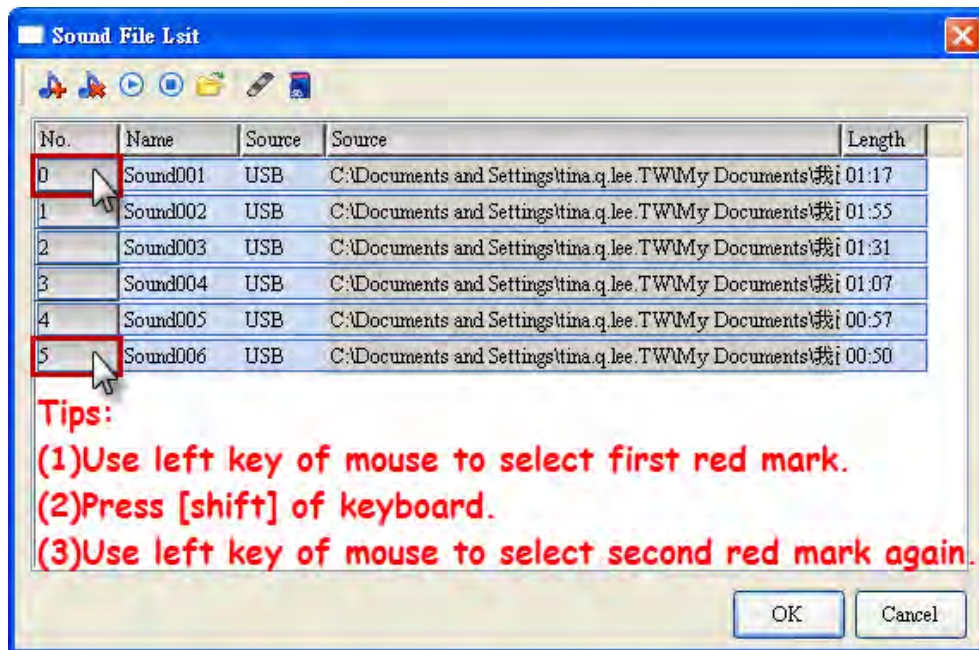 Sound File Lsit
No. Name Source Source Length
0 Sound001 USB C:\Documents and Settings\tina.q.lee.TW\My Documents\我 01:17
1 Sound002 USB C:\Documents and Settings\tina.q.lee.TW\My Documents\我 01:55
2 Sound003 USB C:\Documents and Settings\tina.q.lee.TW\My Documents\我 01:31
3 Sound004 USB C:\Documents and Settings\tina.q.lee.TW\My Documents\我 01:07
4 Sound005 USB C:\Documents and Settings\tina.q.lee.TW\My Documents\我 00:57
5 Sound006 USB C:\Documents and Settings\tina.q.lee.TW\My Documents\我 00:50
Tips:
(1)Use left key of mouse to select first red mark.
(2)Press [shift] of keyboard.
(3)Use left key of mouse to select second red mark again.
OK Cancel